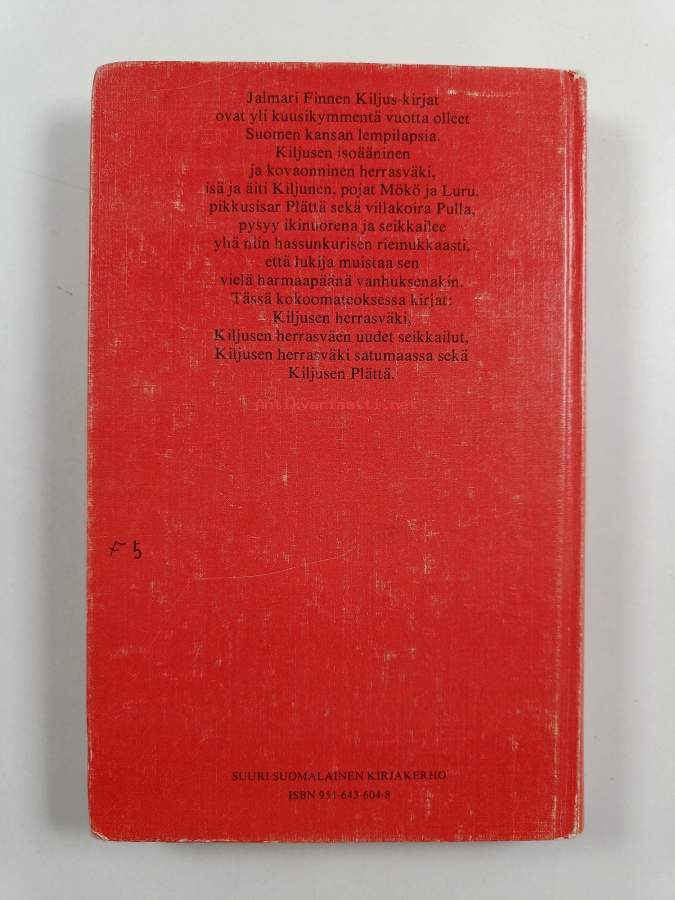 Jalmari Finnen Kiljus-kirjat
ovat yli kuusikymmentä vuotta olleet
Suomen kansan lempilapsia.
Kiljusen isoääninen
ja kovaonninen herrasväki,
isä ja äiti Kiljunen, pojat Mökö ja Luru,
pikkusisar Plättä sekä villakoira Pulla,
pysyy ikinuorena ja seikkailee
yhä niin hassunkurisen riemukkaasti,
että lukija muistaa sen
vielä harmaapäänä vanhuksenakin.
Tässä kokoomateoksessa kirjat:
Kiljusen herrasväki,
Kiljusen herrasväen uudet seikkailut,
Kiljusen herrasväki satumaassa sekä
Kiljusen Plättä.
antikvariaatti.net
F 5
SUURI SUOMALAINEN KIRJAKERHO
ISBN 951-643-604-8